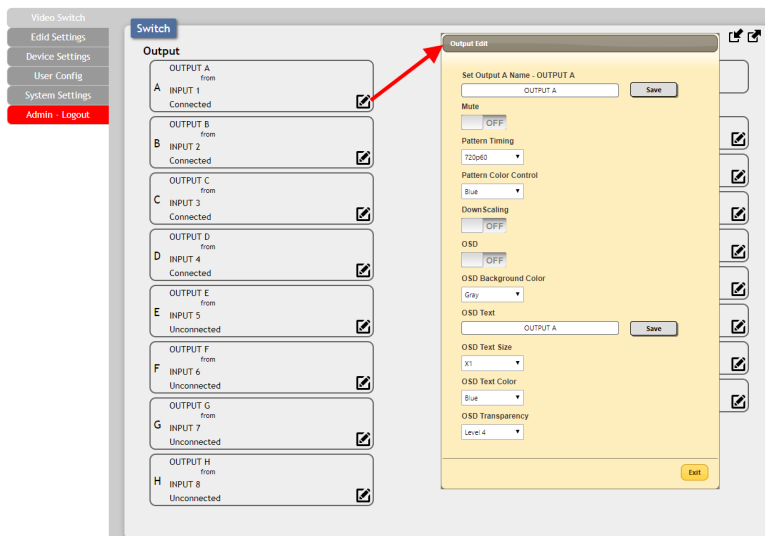 Video Switch
Edid Settings
Device Settings
User Config
System Settings
Admin - Logout
Switch
Output
OUTPUT A
from
A
INPUT 1
Connected
OUTPUT B
from
B
INPUT 2
Connected
OUTPUT C
from
C
INPUT 3
Connected
OUTPUT D
from
D
INPUT 4
Connected
OUTPUT E
from
E
INPUT 5
Unconnected
OUTPUT F
from
F
INPUT 6
Unconnected
OUTPUT G
from
G
INPUT 7
Unconnected
OUTPUT H
from
H
INPUT 8
Unconnected
Output Edit
Set Output A Name - OUTPUT A
OUTPUT A
Save
Mute
OFF
Pattern Timing
720p60
Pattern Color Control
Blue
DownScaling
OFF
OSD
OFF
OSD Background Color
Gray
OSD Text
OUTPUT A
Save
OSD Text Size
X1
OSD Text Color
Blue
OSD Transparency
Level 4
Exit